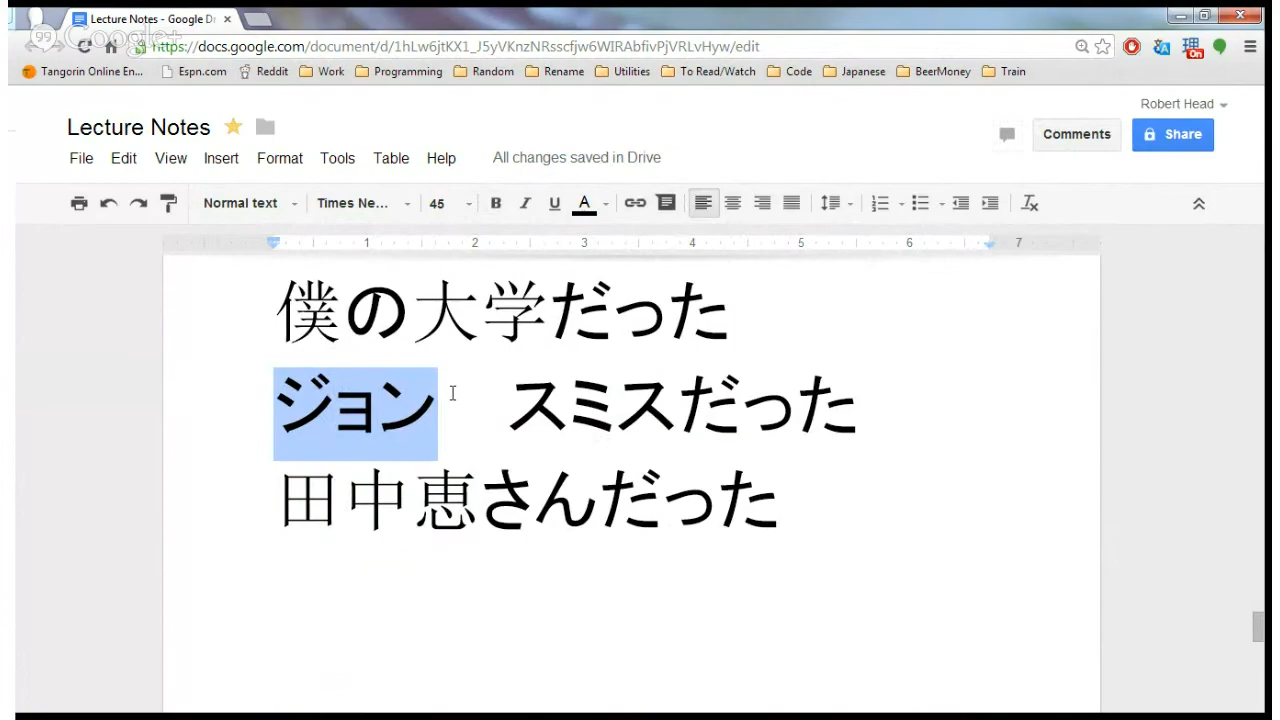 Lecture Notes - Google Dr
Google+
https://docs.google.com/document/d/1hLw6jtKX1_J5yVKnzNRsscfjw6WIRAbfivPjVRLvHyw/edit
理 On
Tangorin Online En... Espn.com Reddit Work Programming Random Rename Utilities To Read/Watch Code Japanese BeerMoney Train
Robert Head
Lecture Notes
Comments Share
File Edit View Insert Format Tools Table Help All changes saved in Drive
Normal text Times Ne... 45 B I U A
1 2 3 4 5 6 7
僕の大学だった
ジョン　スミスだった
田中恵さんだった